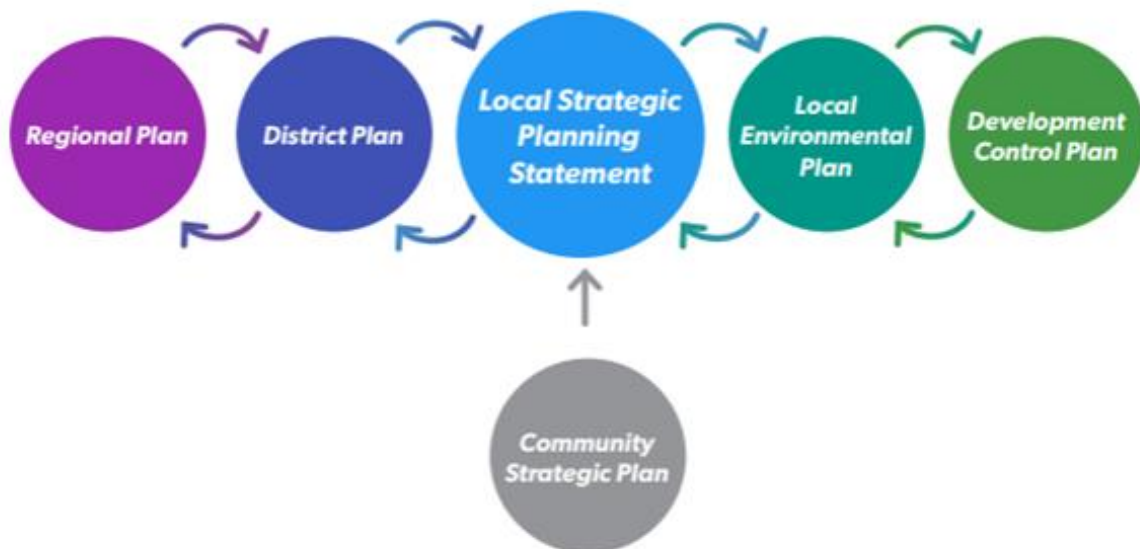 Regional Plan
District Plan
Local Strategic
Planning
Statement
Local
Environmental
Plan
Development
Control Plan
Community
Strategic Plan